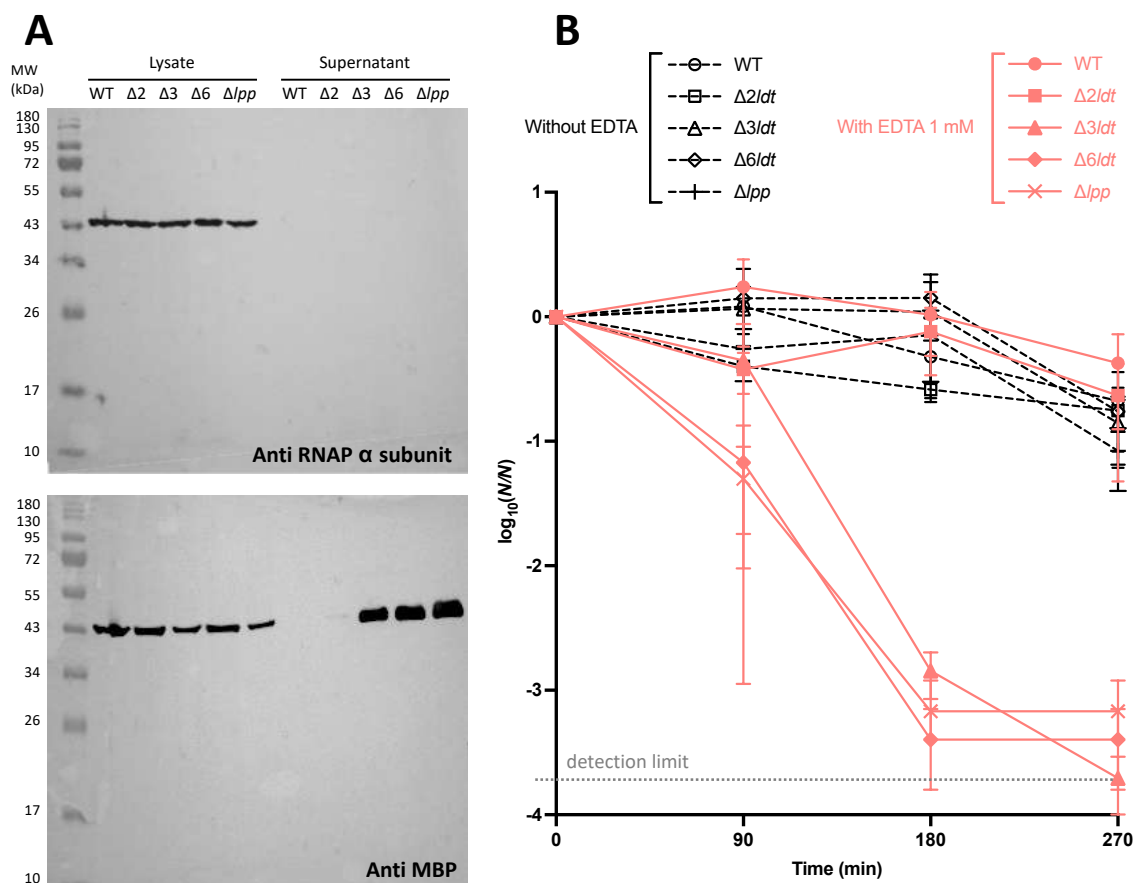 A
MW
(kDa)
Lysate
Supernatant
WT Δ2 Δ3 Δ6 Δlpp WT Δ2 Δ3 Δ6 Δlpp
180
130
95
72
55
43
34
26
17
10
Anti RNAP α subunit
180
130
95
72
55
43
34
26
17
10
Anti MBP
B
Without EDTA
WT
Δ2ldt
Δ3ldt
Δ6ldt
Δlpp
With EDTA 1 mM
WT
Δ2ldt
Δ3ldt
Δ6ldt
Δlpp
log10(N/N)
1
0
-1
-2
-3
-4
detection limit
0 90 180 270
Time (min)